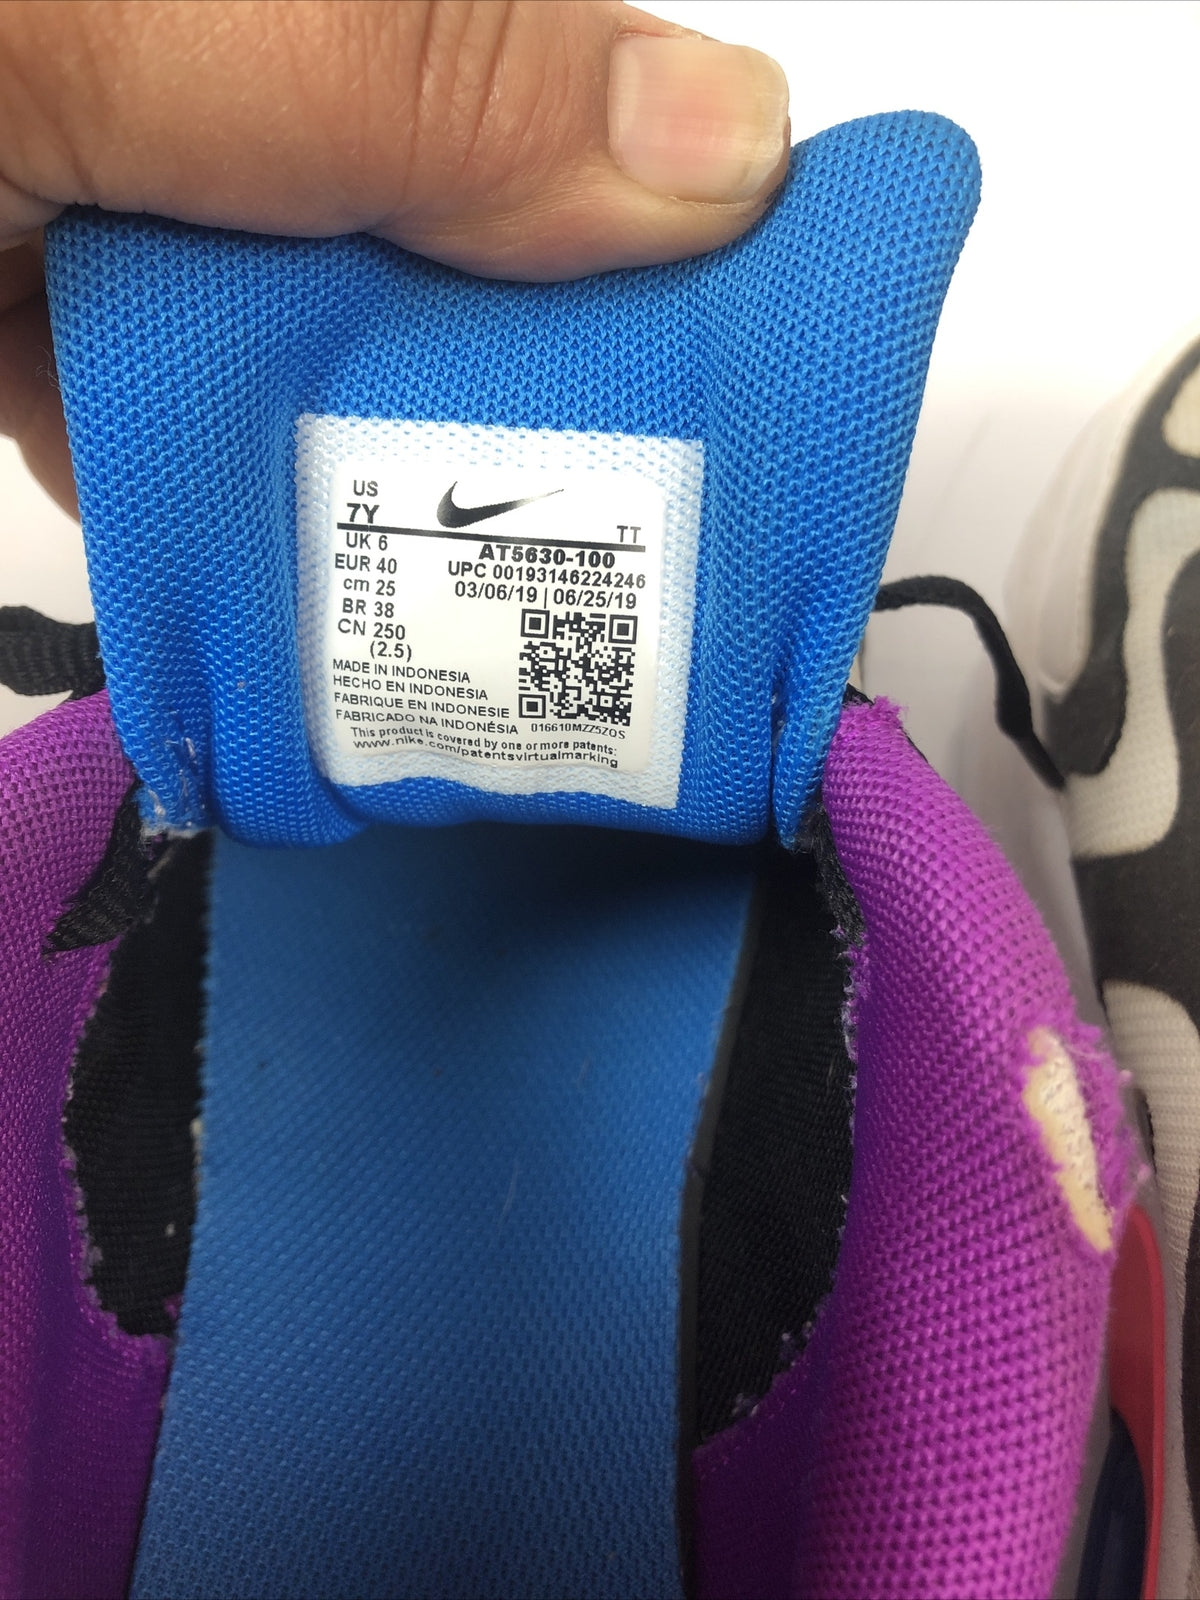 US
7Y
TT
UK 6
AT5630-100
EUR 40
UPC 00193146224246
cm 25
03/06/19 | 06/25/19
BR 38
CN 250
(2.5)
MADE IN INDONESIA
HECHO EN INDONESIA
FABRIQUE EN INDONESIE
FABRICADO NA INDONÉSIA
016610MZZ5ZQS
This product is covered by one or more patents:
www.nike.com/patentsvirtualmarking